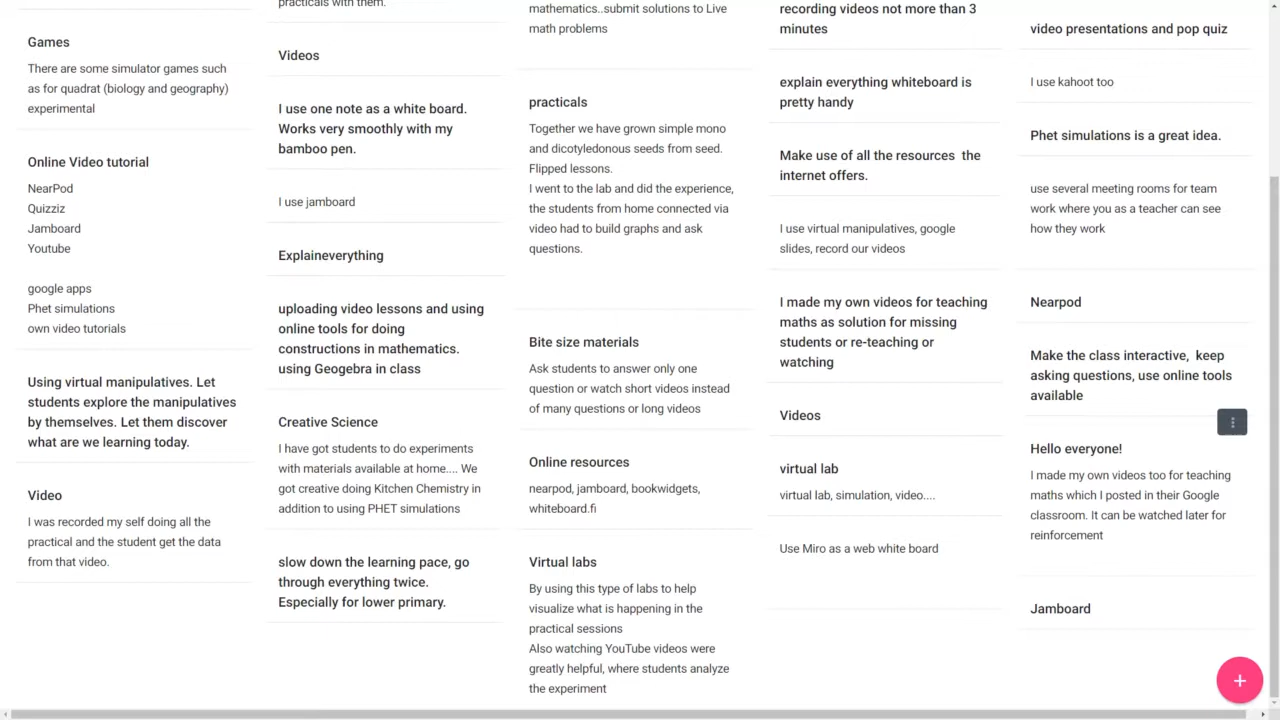 Games
There are some simulator games such
as for quadrat (biology and geography)
experimental
Online Video tutorial
NearPod
Quizziz
Jamboard
Youtube
google apps
Phet simulations
own video tutorials
Using virtual manipulatives. Let
students explore the manipulatives
by themselves. Let them discover
what are we learning today.
Video
I was recorded my self doing all the
practical and the student get the data
from that video.
practicals with them.
Videos
I use one note as a white board.
Works very smoothly with my
bamboo pen.
I use jamboard
Explaineverything
uploading video lessons and using
online tools for doing
constructions in mathematics.
using Geogebra in class
Creative Science
I have got students to do experiments
with materials available at home.... We
got creative doing Kitchen Chemistry in
addition to using PHET simulations
slow down the learning pace, go
through everything twice.
Especially for lower primary.
mathematics..submit solutions to Live
math problems
practicals
Together we have grown simple mono
and dicotyledonous seeds from seed.
Flipped lessons.
I went to the lab and did the experience,
the students from home connected via
video had to build graphs and ask
questions.
Bite size materials
Ask students to answer only one
question or watch short videos instead
of many questions or long videos
Online resources
nearpod, jamboard, bookwidgets,
whiteboard.fi
Virtual labs
By using this type of labs to help
visualize what is happening in the
practical sessions
Also watching YouTube videos were
greatly helpful, where students analyze
the experiment
recording videos not more than 3
minutes
explain everything whiteboard is
pretty handy
Make use of all the resources  the
internet offers.
I use virtual manipulatives, google
slides, record our videos
I made my own videos for teaching
maths as solution for missing
students or re-teaching or
watching
Videos
virtual lab
virtual lab, simulation, video....
Use Miro as a web white board
video presentations and pop quiz
I use kahoot too
Phet simulations is a great idea.
use several meeting rooms for team
work where you as a teacher can see
how they work
Nearpod
Make the class interactive,  keep
asking questions, use online tools
available
Hello everyone!
I made my own videos too for teaching
maths which I posted in their Google
classroom. It can be watched later for
reinforcement
Jamboard